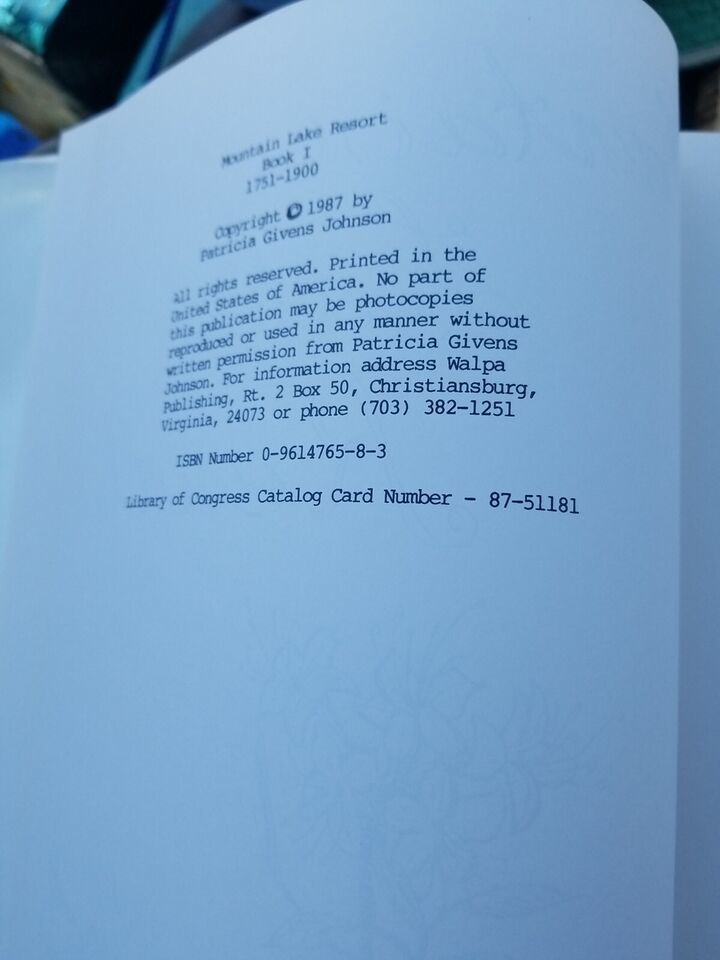 Mountain Lake Resort
Book I
1751-1900
Copyright © 1987 by
Patricia Givens Johnson
All rights reserved. Printed in the
United States of America. No part of
this publication may be photocopies
reproduced or used in any manner without
written permission from Patricia Givens
Johnson. For information address Walpa
Publishing, Rt. 2 Box 50, Christiansburg,
Virginia, 24073 or phone (703) 382-1251
ISBN Number 0-9614765-8-3
Library of Congress Catalog Card Number - 87-51181